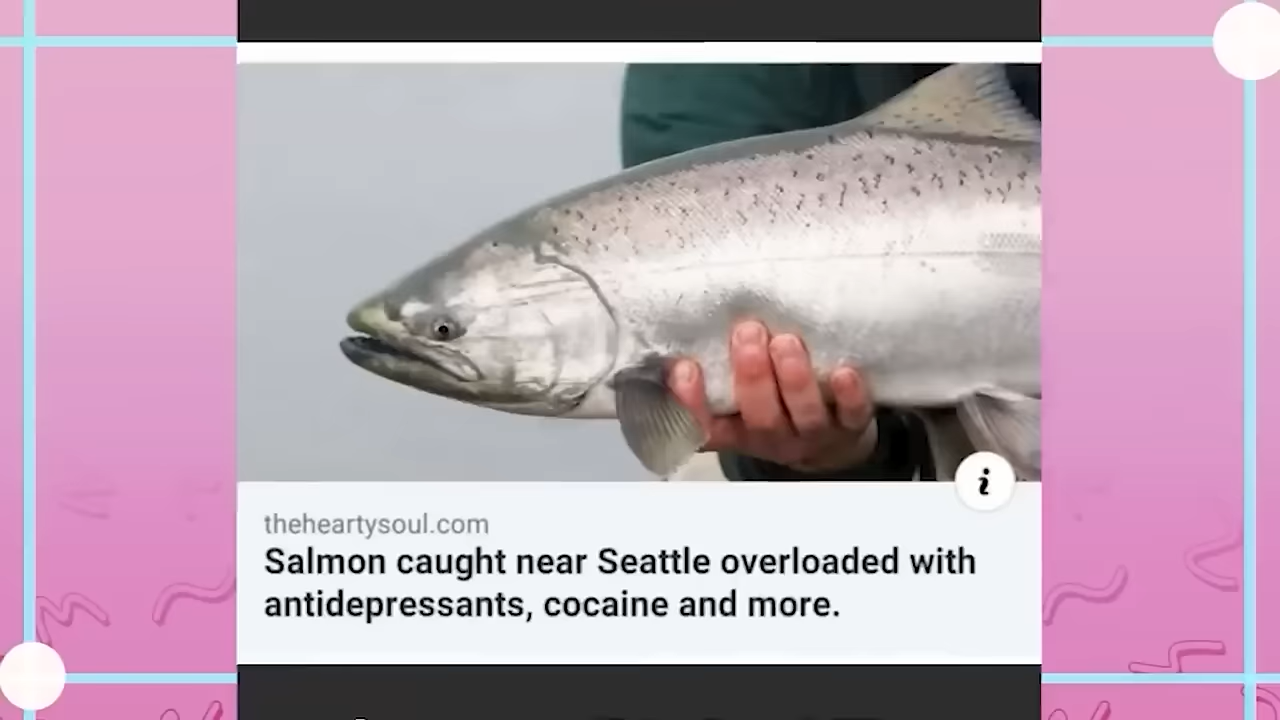 i
theheartysoul.com
Salmon caught near Seattle overloaded with
antidepressants, cocaine and more.